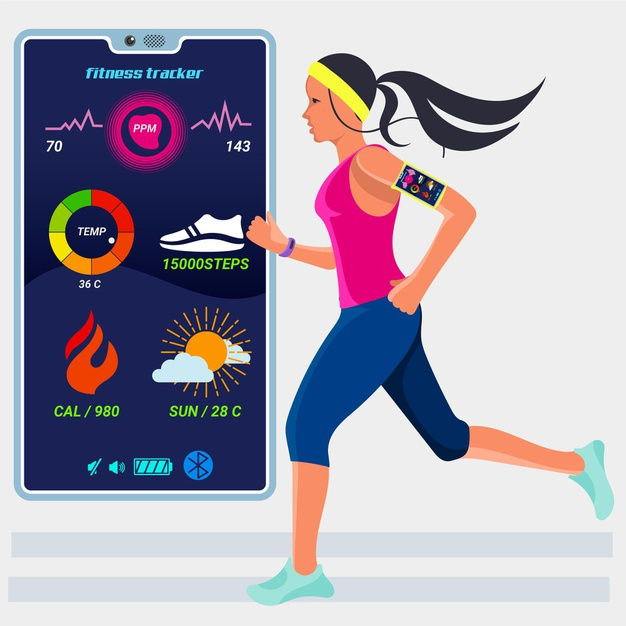 fitness tracker
PPM
70
143
TEMP
36 C
15000STEPS
CAL / 980
SUN / 28 C